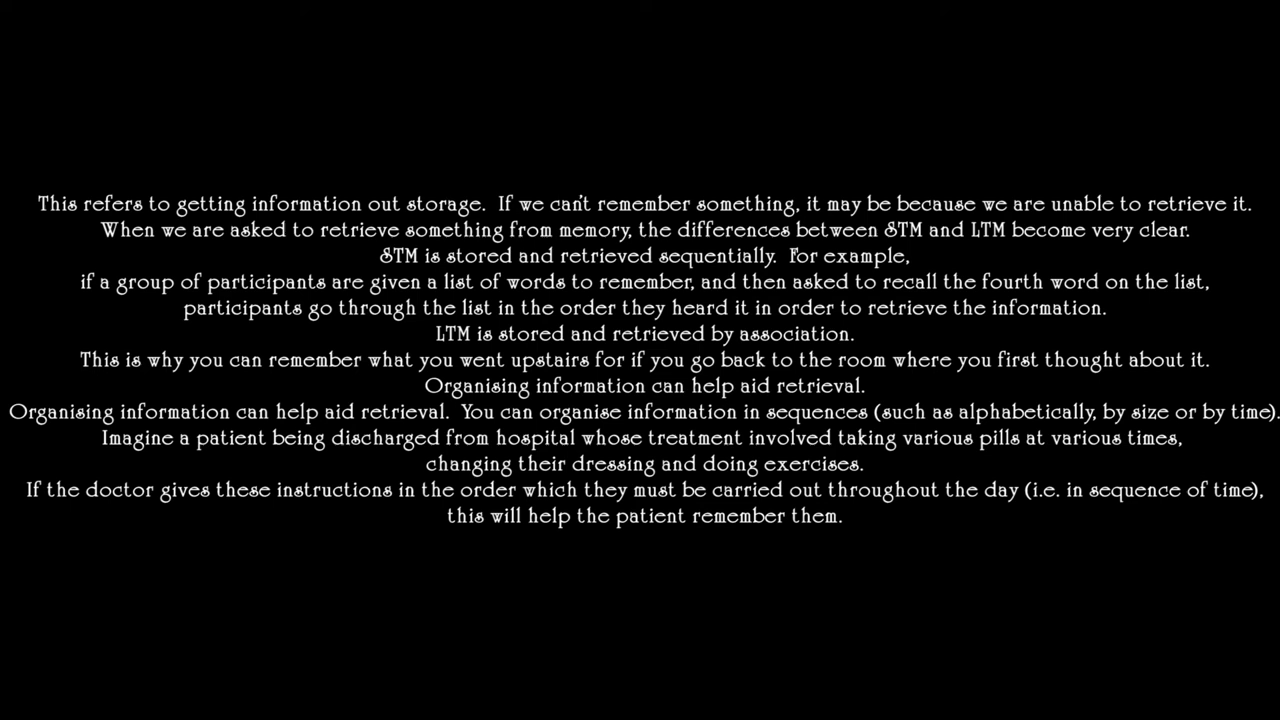 This refers to getting information out storage.  If we can't remember something, it may be because we are unable to retrieve it.
When we are asked to retrieve something from memory, the differences between STM and LTM become very clear.
STM is stored and retrieved sequentially.  For example,
if a group of participants are given a list of words to remember, and then asked to recall the fourth word on the list,
participants go through the list in the order they heard it in order to retrieve the information.
LTM is stored and retrieved by association.
This is why you can remember what you went upstairs for if you go back to the room where you first thought about it.
Organising information can help aid retrieval.
Organising information can help aid retrieval.  You can organise information in sequences (such as alphabetically, by size or by time).
Imagine a patient being discharged from hospital whose treatment involved taking various pills at various times,
changing their dressing and doing exercises.
If the doctor gives these instructions in the order which they must be carried out throughout the day (i.e. in sequence of time),
this will help the patient remember them.